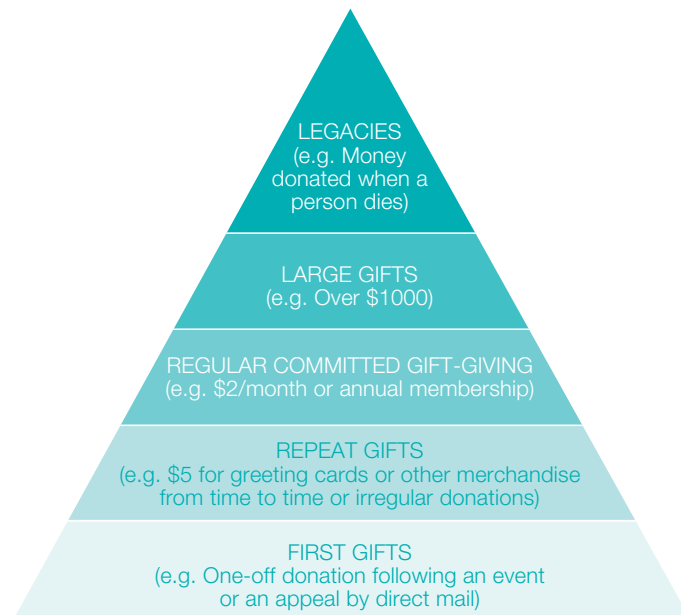 LEGACIES
(e.g. Money
donated when a
person dies)
LARGE GIFTS
(e.g. Over $1000)
REGULAR COMMITTED GIFT-GIVING
(e.g. $2/month or annual membership)
REPEAT GIFTS
(e.g. $5 for greeting cards or other merchandise
from time to time or irregular donations)
FIRST GIFTS
(e.g. One-off donation following an event
or an appeal by direct mail)